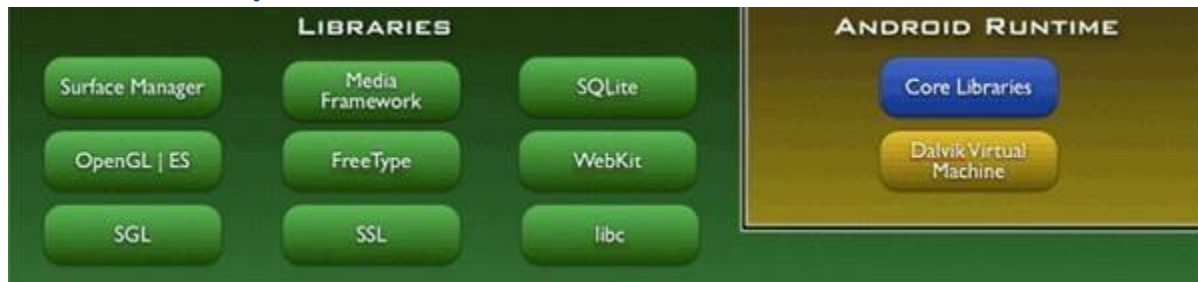 LIBRARIES
ANDROID RUNTIME
Surface Manager
Media
Framework
SQLite
Core Libraries
OpenGL | ES
FreeType
WebKit
Dalvik Virtual
Machine
SGL
SSL
libc